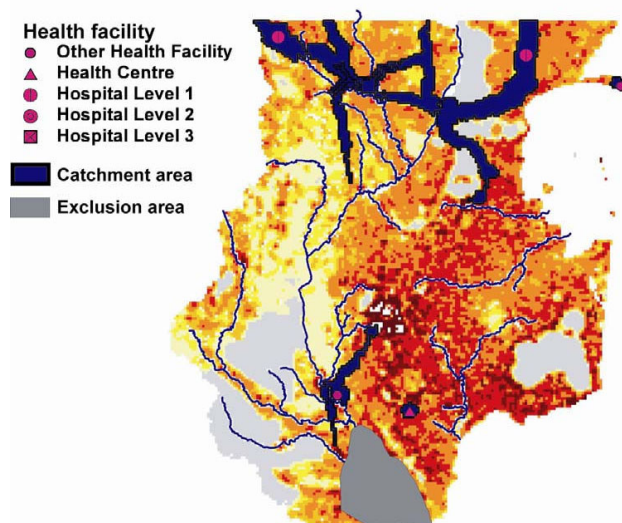 Health facility
Other Health Facility
Health Centre
Hospital Level 1
Hospital Level 2
Hospital Level 3
Catchment area
Exclusion area